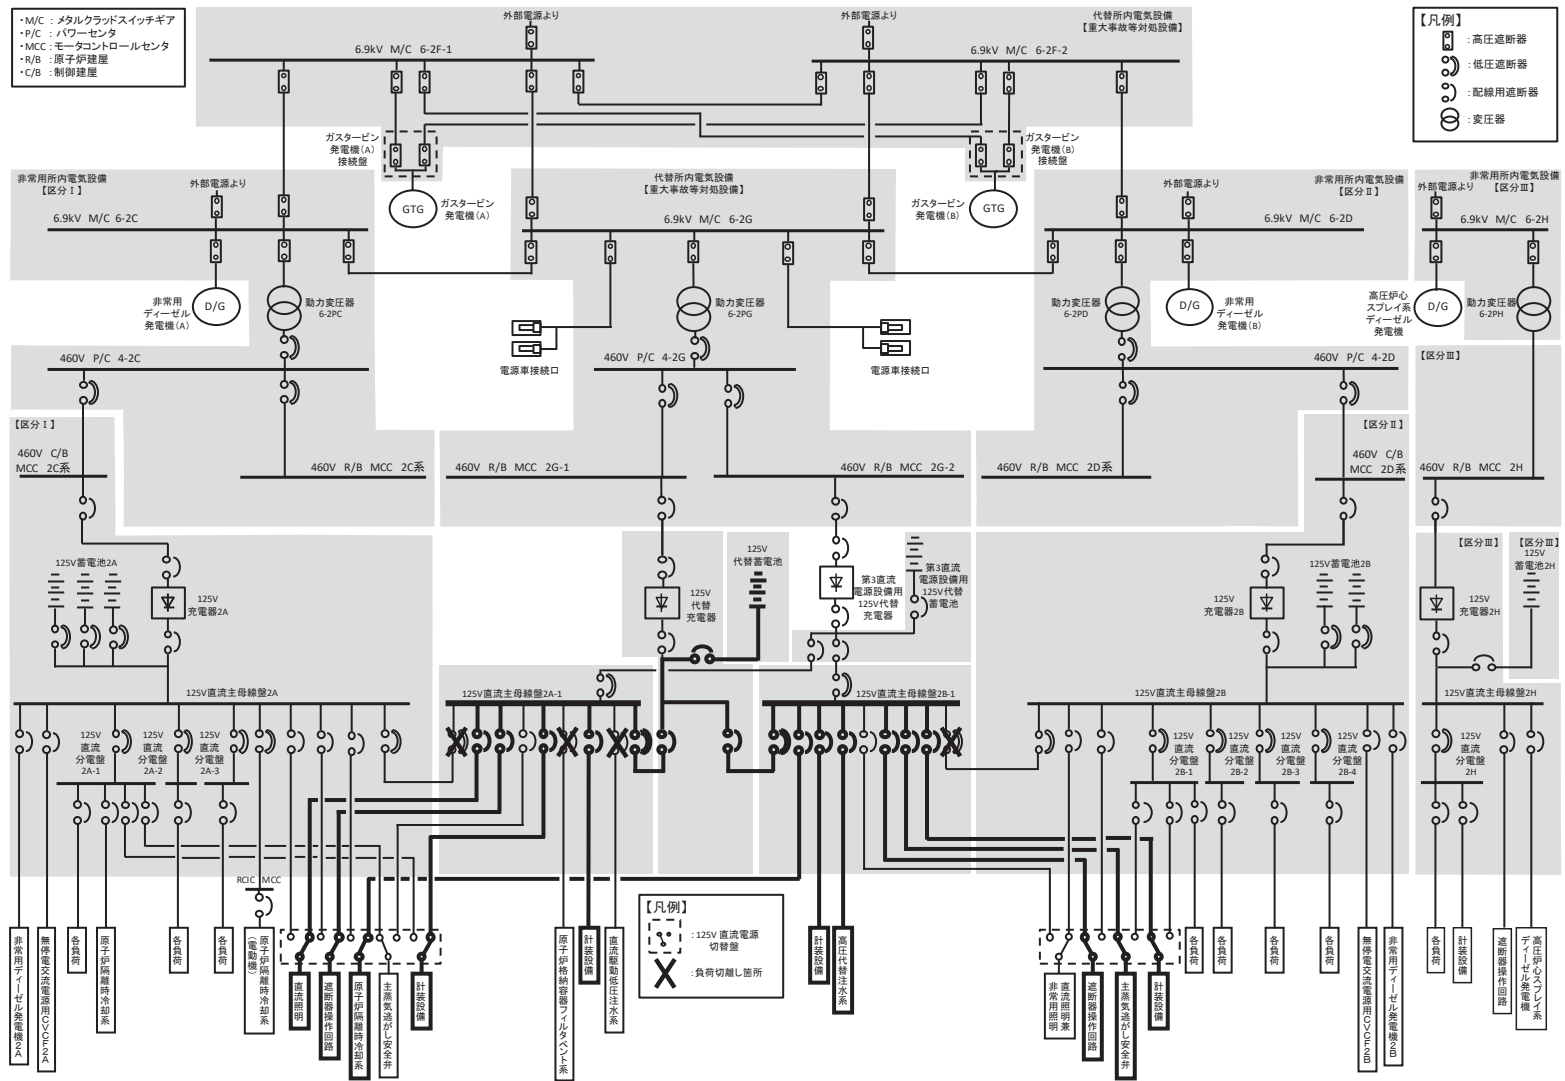 ・M/C : メタルクラッドスイッチギア
・P/C : パワーセンタ
・MCC : モータコントロールセンタ
・R/B : 原子炉建屋
・C/B : 制御建屋
外部電源より
外部電源より
代替所内電気設備
【重大事故等対処設備】
6.9kV M/C 6-2F-1
6.9kV M/C 6-2F-2
【凡例】
:高圧遮断器
:低圧遮断器
:配線用遮断器
:変圧器
ガスタービン
発電機(A)
接続盤
ガスタービン
発電機(B)
接続盤
非常用所内電気設備
【区分Ⅰ】
外部電源より
6.9kV M/C 6-2C
GTG
ガスタービン
発電機(A)
代替所内電気設備
【重大事故等対処設備】
6.9kV M/C 6-2G
ガスタービン
発電機(B)
GTG
外部電源より
非常用所内電気設備
【区分Ⅱ】
6.9kV M/C 6-2D
非常用所内電気設備
【区分Ⅲ】
外部電源より
6.9kV M/C 6-2H
非常用
ディーゼル
発電機(A)
D/G
動力変圧器
6-2PC
動力変圧器
6-2PG
動力変圧器
6-2PD
D/G
非常用
ディーゼル
発電機(B)
高圧炉心
スプレイ系
ディーゼル
発電機
D/G
動力変圧器
6-2PH
電源車接続口
電源車接続口
460V P/C 4-2C
460V P/C 4-2G
460V P/C 4-2D
【区分Ⅲ】
【区分Ⅰ】
【区分Ⅱ】
460V C/B
MCC 2C系
460V R/B MCC 2C系
460V R/B MCC 2G-1
460V R/B MCC 2G-2
460V R/B MCC 2D系
460V C/B
MCC 2D系
460V R/B MCC 2H
125V蓄電池2A
125V
充電器2A
125V
代替
充電器
125V
代替蓄電池
第3直流
電源設備用
125V代替
充電器
第3直流
電源設備用
125V代替
蓄電池
125V
充電器2B
125V蓄電池2B
【区分Ⅲ】
125V
充電器2H
【区分Ⅲ】
125V
蓄電池2H
125V直流主母線盤2A
125V直流主母線盤2A-1
125V直流主母線盤2B-1
125V直流主母線盤2B
125V直流主母線盤2H
125V
直流
分電盤
2A-1
125V
直流
分電盤
2A-2
125V
直流
分電盤
2A-3
125V
直流
分電盤
2B-1
125V
直流
分電盤
2B-2
125V
直流
分電盤
2B-3
125V
直流
分電盤
2B-4
125V
直流
分電盤
2H
RCIC MCC
【凡例】
:125V 直流電源
切替盤
:負荷切離し箇所
非常用ディーゼル発電機2A
無停電交流電源用CVCF2A
各負荷
原子炉隔離時冷却系
各負荷
各負荷
原子炉隔離時冷却系
(電動機)
直流照明
遮断器操作回路
原子炉隔離時冷却系
主蒸気逃がし安全弁
計装設備
原子炉格納容器フィルタベント系
計装設備
直流駆動低圧注水系
計装設備
高圧代替注水系
直流照明兼
非常用照明
遮断器操作回路
主蒸気逃がし安全弁
計装設備
各負荷
各負荷
各負荷
各負荷
無停電交流電源用CVCF2B
非常用ディーゼル発電機2B
各負荷
計装設備
遮断器操作回路
高圧炉心スプレイ系
ディーゼル発電機